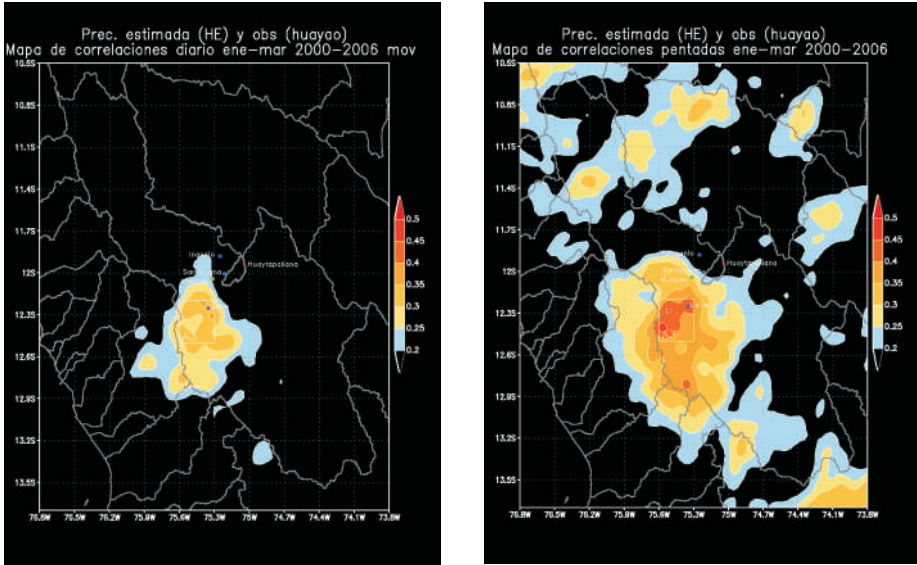 Prec. estimada (HE) y obs (huayao)
Mapa de correlaciones diario ene-mar 2000-2006 mov
10.5S
10.8S
11.1S
11.4S
11.7S
12S
12.3S
12.6S
12.9S
13.2S
13.5S
76.5W
76.2W
75.9W
75.6W
75.3W
75W
74.7W
74.4W
74.1W
73.8W
Huaytapallana
0.5
0.45
0.4
0.35
0.3
0.25
0.2
Prec. estimada (HE) y obs (huayao)
Mapa de correlaciones pentadas ene-mar 2000-2006
10.5S
10.8S
11.1S
11.4S
11.7S
12S
12.3S
12.6S
12.9S
13.2S
13.5S
76.5W
76.2W
75.9W
75.6W
75.3W
75W
74.7W
74.4W
74.1W
73.8W
Huaytapallana
0.5
0.45
0.4
0.35
0.3
0.25
0.2